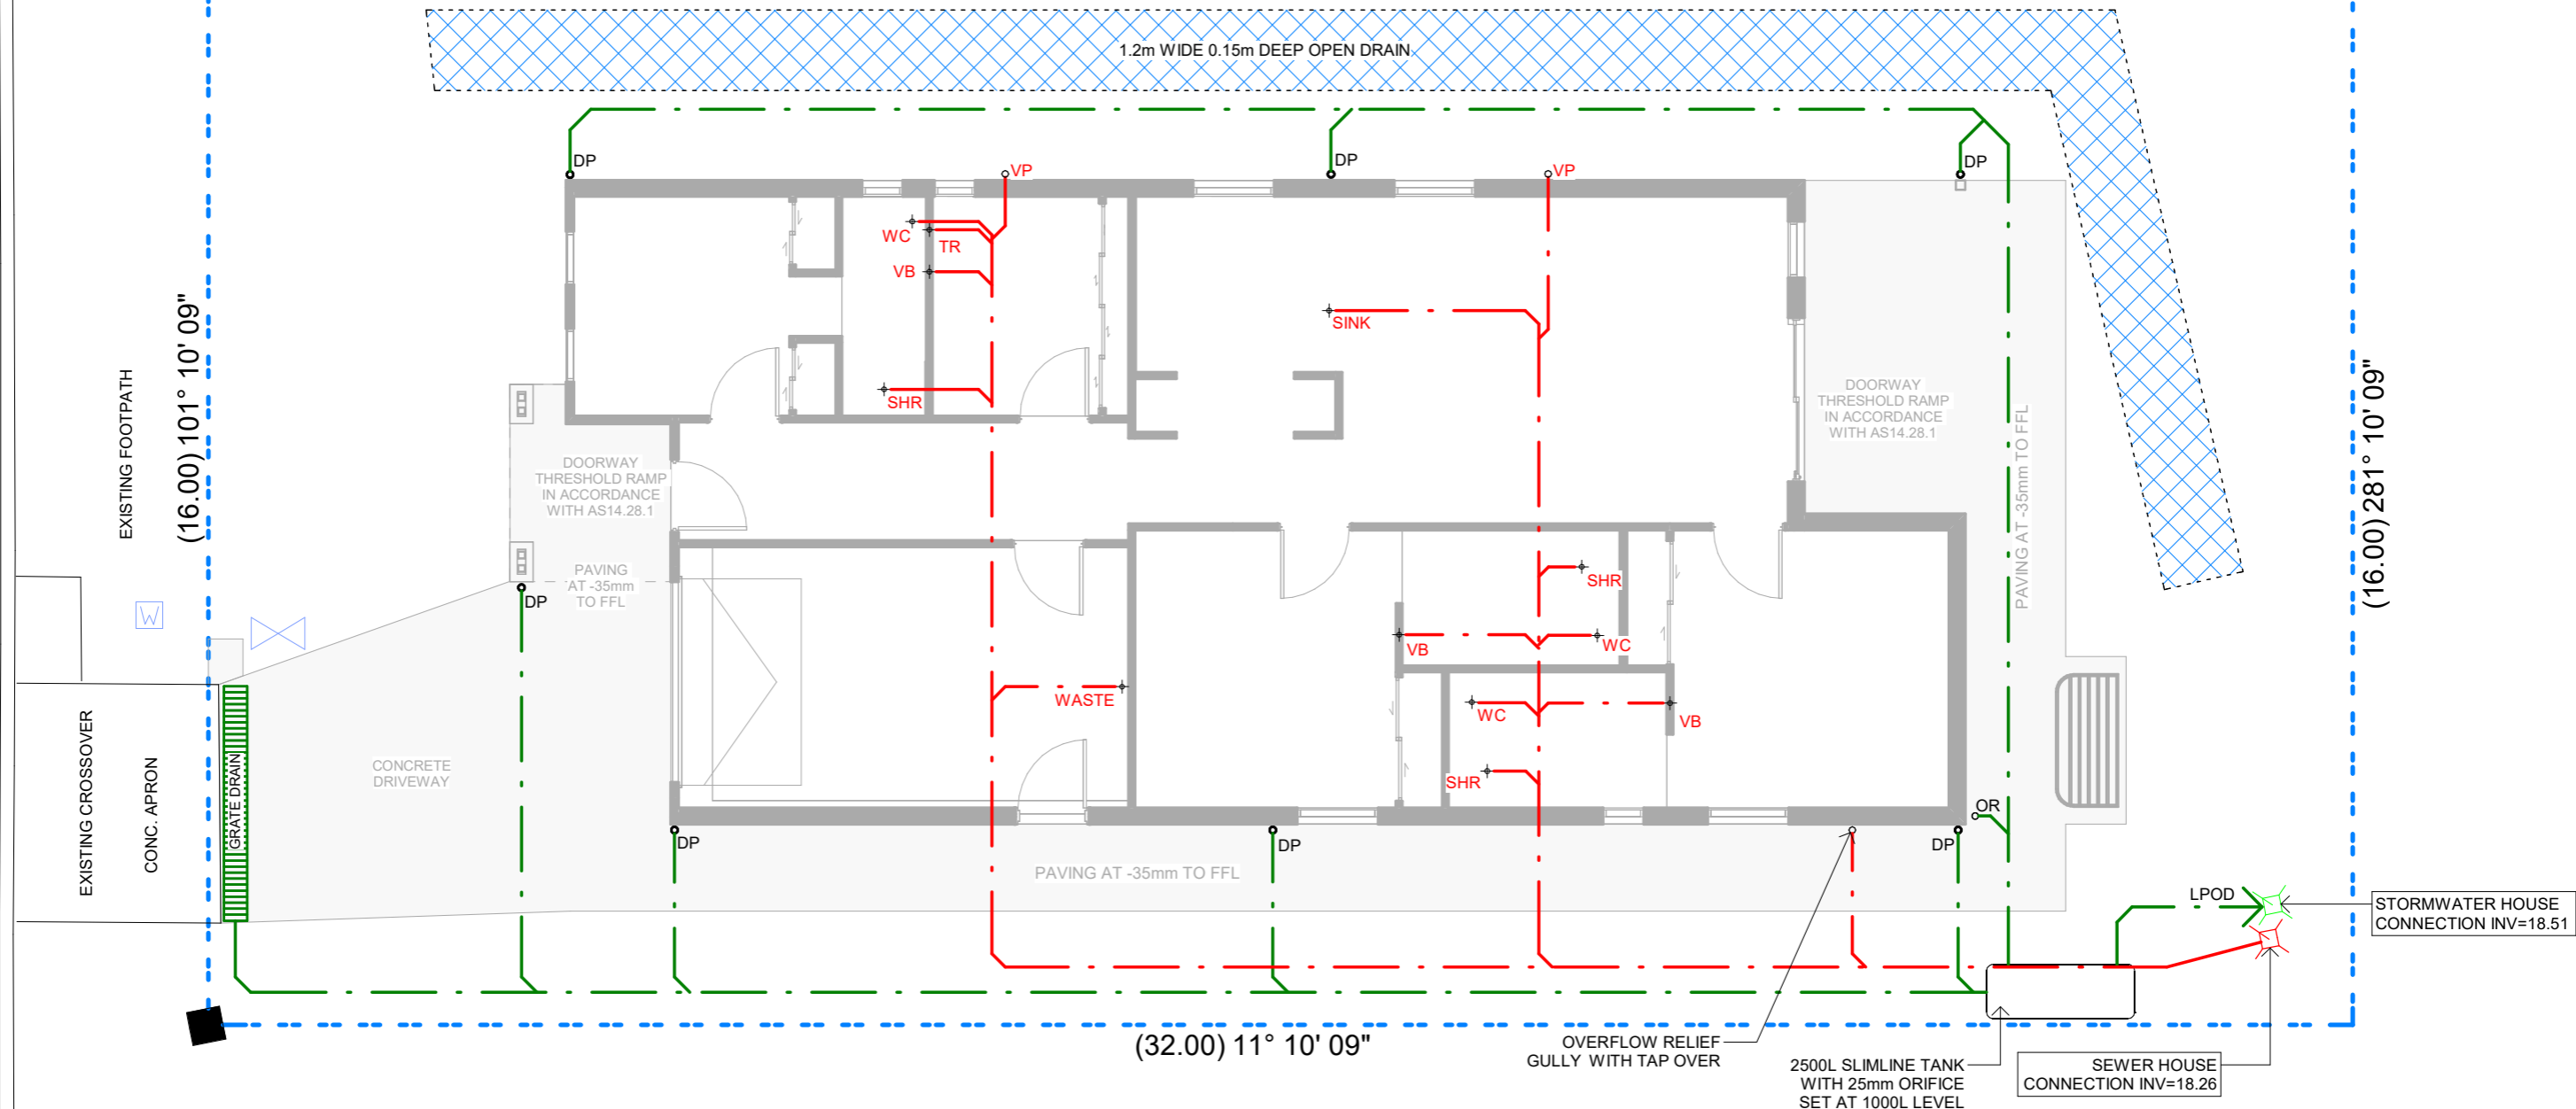 1.2m WIDE 0.15m DEEP OPEN DRAIN
DP
VP
DP
VP
DP
WC
TR
VB
SHR
SINK
EXISTING FOOTPATH
(16.00) 101° 10' 09"
DOORWAY
THRESHOLD RAMP
IN ACCORDANCE
WITH AS14.28.1
PAVING
AT -35mm
TO FFL
DOORWAY
THRESHOLD RAMP
IN ACCORDANCE
WITH AS14.28.1
PAVING AT -35mm TO FFL
(16.00) 281° 10' 09"
W
DP
SHR
VB
WC
WASTE
WC
VB
SHR
EXISTING CROSSOVER
CONC. APRON
GRATE DRAIN
CONCRETE
DRIVEWAY
DP
DP
DP
OR
PAVING AT -35mm TO FFL
LPOD
STORMWATER HOUSE
CONNECTION INV=18.51
(32.00) 11° 10' 09"
OVERFLOW RELIEF
GULLY WITH TAP OVER
2500L SLIMLINE TANK
WITH 25mm ORIFICE
SET AT 1000L LEVEL
SEWER HOUSE
CONNECTION INV=18.26